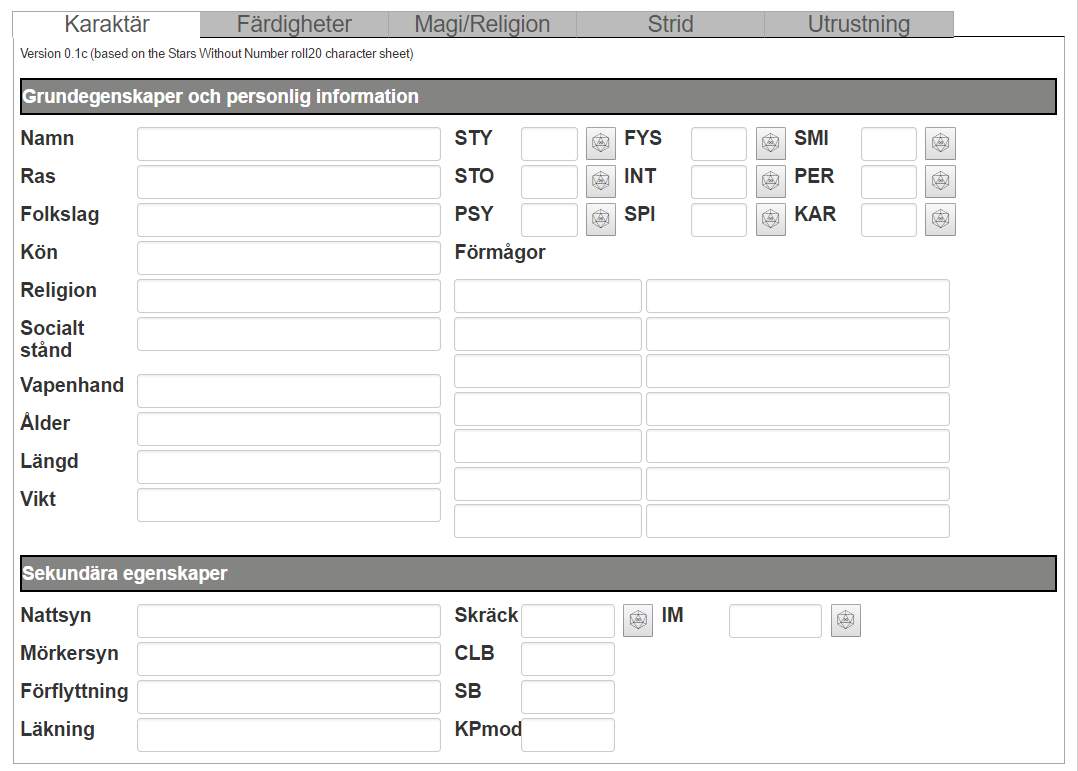 Karaktär Färdigheter Magi/Religion Strid Utrustning
Version 0.1c (based on the Stars Without Number roll20 character sheet)
Grundegenskaper och personlig information
Namn STY FYS SMI
Ras STO INT PER
Folkslag PSY SPI KAR
Kön Förmågor
Religion
Socialt
stånd
Vapenhand
Ålder
Längd
Vikt
Sekundära egenskaper
Nattsyn Skräck IM
Mörkersyn CLB
Förflyttning SB
Läkning KPmod